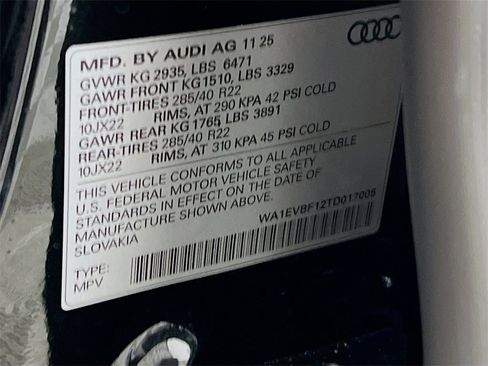 MFD. BY AUDI AG 11 25
GVWR KG 2935, LBS 6471
GAWR FRONT KG1510, LBS 3329
FRONT-TIRES 285/40 R22
10JX22 RIMS, AT 290 KPA 42 PSI COLD
GAWR REAR KG 1765 LBS 3891
REAR-TIRES 285/40 R22
10JX22 RIMS, AT 310 KPA 45 PSI COLD
THIS VEHICLE CONFORMS TO ALL APPLICABLE
U.S. FEDERAL MOTOR VEHICLE SAFETY
STANDARDS IN EFFECT ON THE DATE OF
MANUFACTURE SHOWN ABOVE.
SLOVAKIA WA1EVBF12TD017005
TYPE:
MPV